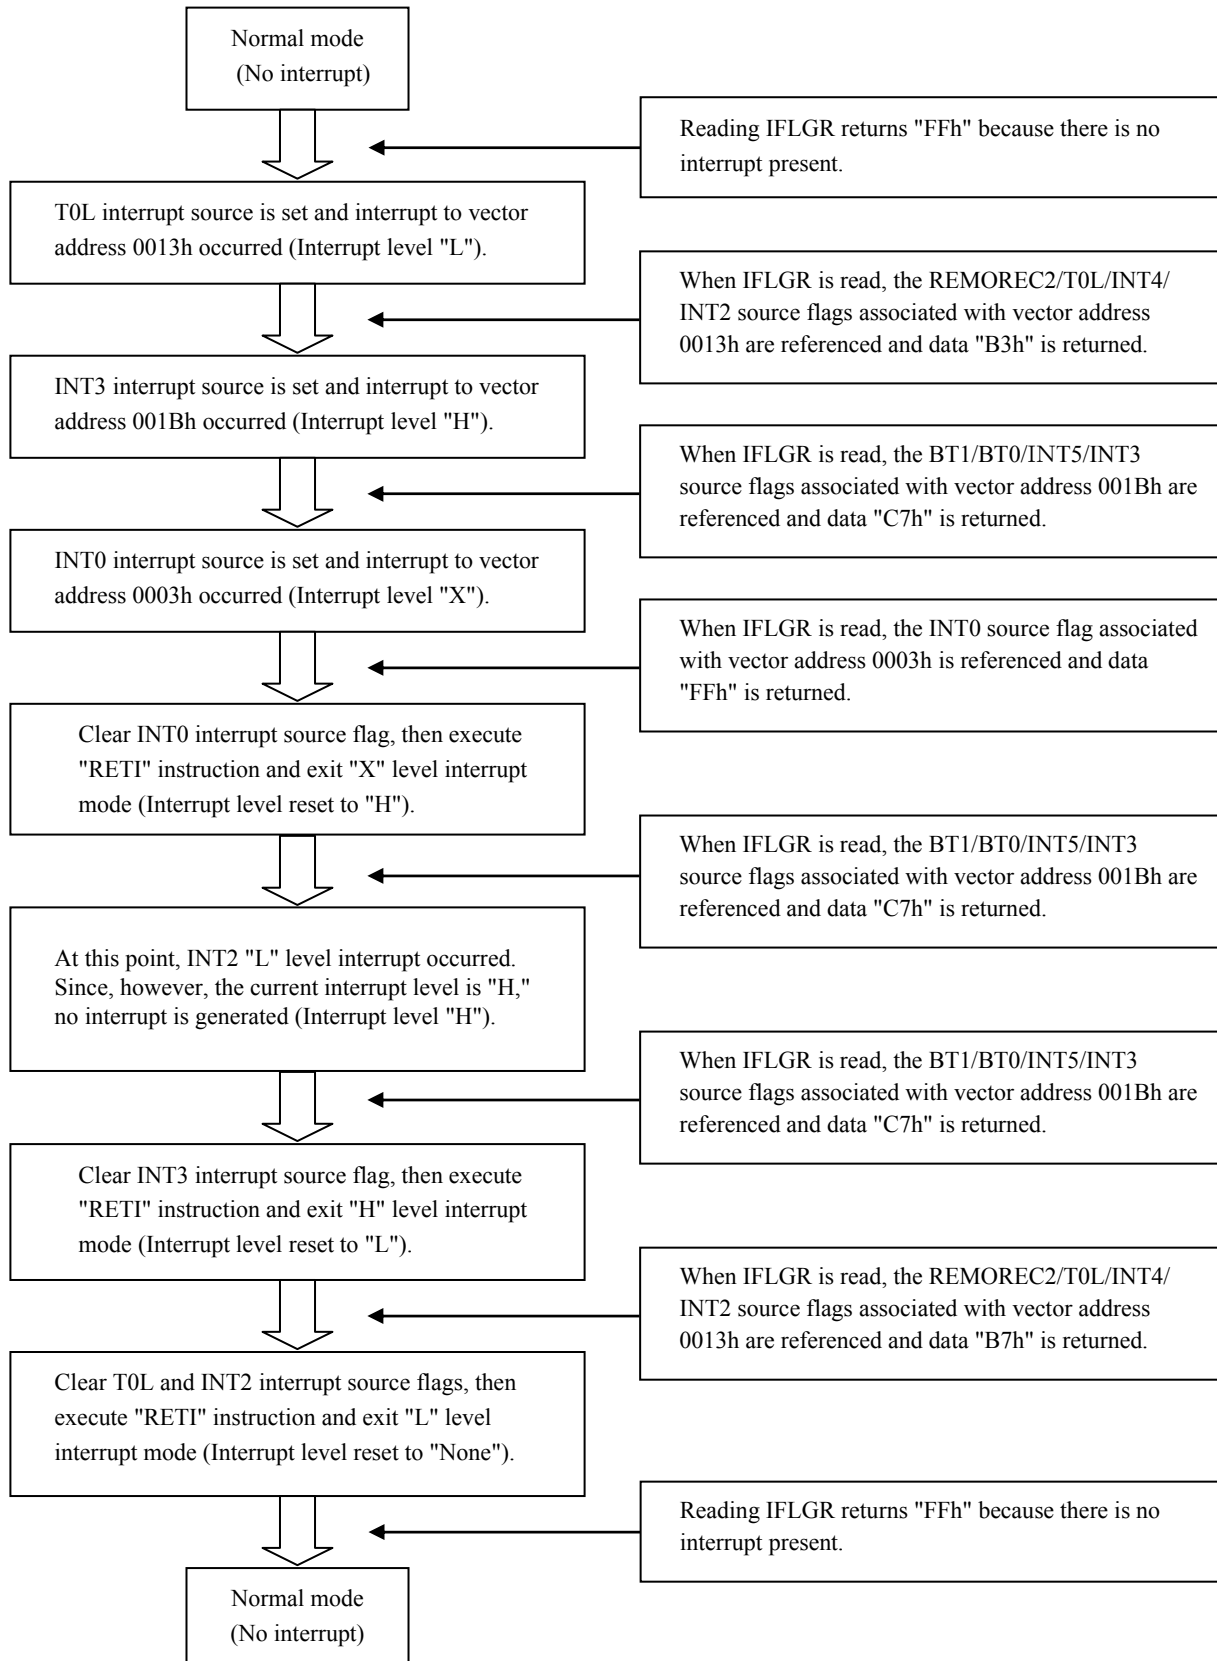 Normal mode
(No interrupt)
Reading IFLGR returns "FFh" because there is no
interrupt present.
T0L interrupt source is set and interrupt to vector
address 0013h occurred (Interrupt level "L").
When IFLGR is read, the REMOREC2/T0L/INT4/
INT2 source flags associated with vector address
0013h are referenced and data "B3h" is returned.
INT3 interrupt source is set and interrupt to vector
address 001Bh occurred (Interrupt level "H").
When IFLGR is read, the BT1/BT0/INT5/INT3
source flags associated with vector address 001Bh are
referenced and data "C7h" is returned.
INT0 interrupt source is set and interrupt to vector
address 0003h occurred (Interrupt level "X").
When IFLGR is read, the INT0 source flag associated
with vector address 0003h is referenced and data
"FFh" is returned.
Clear INT0 interrupt source flag, then execute
"RETI" instruction and exit "X" level interrupt
mode (Interrupt level reset to "H").
When IFLGR is read, the BT1/BT0/INT5/INT3
source flags associated with vector address 001Bh are
referenced and data "C7h" is returned.
At this point, INT2 "L" level interrupt occurred.
Since, however, the current interrupt level is "H,"
no interrupt is generated (Interrupt level "H").
When IFLGR is read, the BT1/BT0/INT5/INT3
source flags associated with vector address 001Bh are
referenced and data "C7h" is returned.
Clear INT3 interrupt source flag, then execute
"RETI" instruction and exit "H" level interrupt
mode (Interrupt level reset to "L").
When IFLGR is read, the REMOREC2/T0L/INT4/
INT2 source flags associated with vector address
0013h are referenced and data "B7h" is returned.
Clear T0L and INT2 interrupt source flags, then
execute "RETI" instruction and exit "L" level
interrupt mode (Interrupt level reset to "None").
Reading IFLGR returns "FFh" because there is no
interrupt present.
Normal mode
(No interrupt)